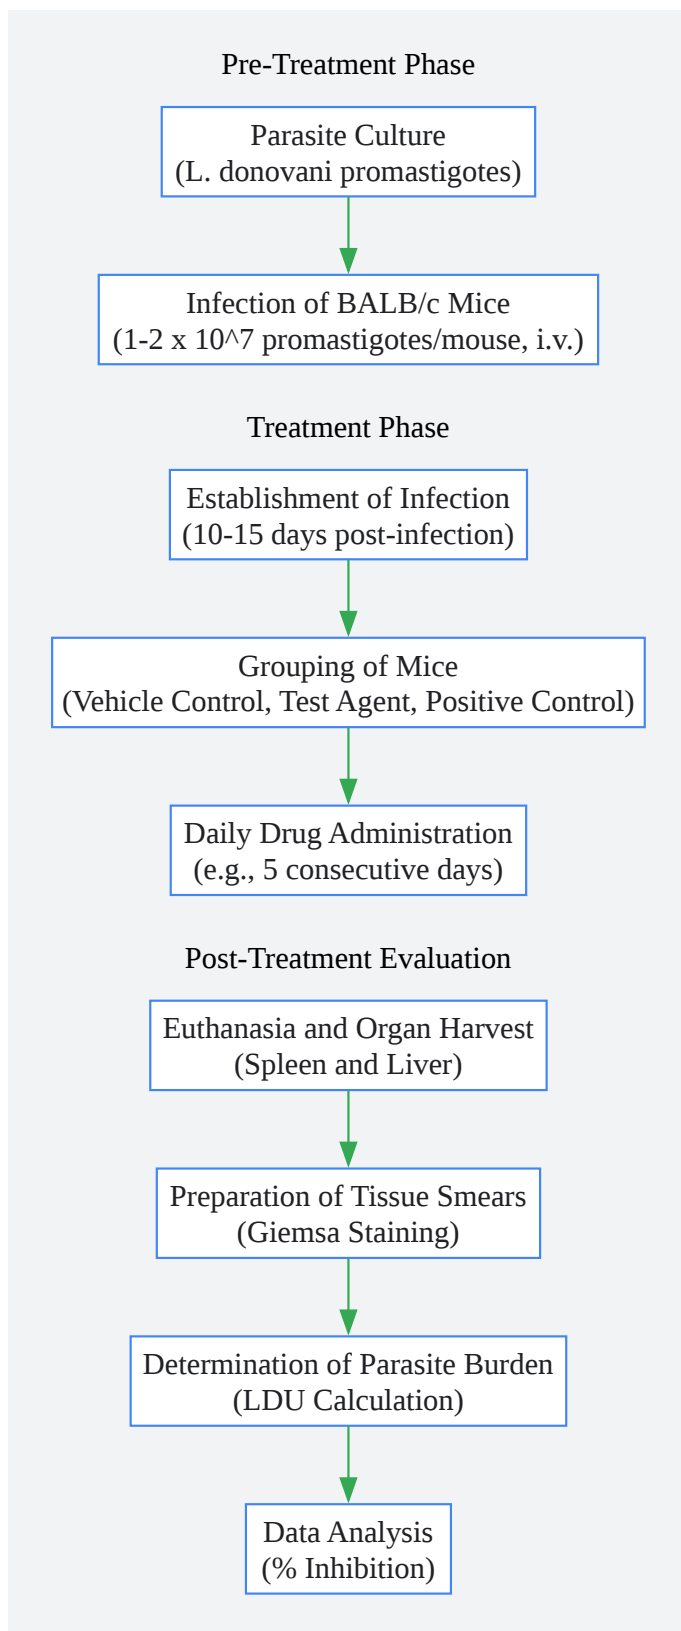 Pre-Treatment Phase
Parasite Culture
(L. donovani promastigotes)
Infection of BALB/c Mice
(1-2 x 10^7 promastigotes/mouse, i.v.)
Treatment Phase
Establishment of Infection
(10-15 days post-infection)
Grouping of Mice
(Vehicle Control, Test Agent, Positive Control)
Daily Drug Administration
(e.g., 5 consecutive days)
Post-Treatment Evaluation
Euthanasia and Organ Harvest
(Spleen and Liver)
Preparation of Tissue Smears
(Giemsa Staining)
Determination of Parasite Burden
(LDU Calculation)
Data Analysis
(% Inhibition)